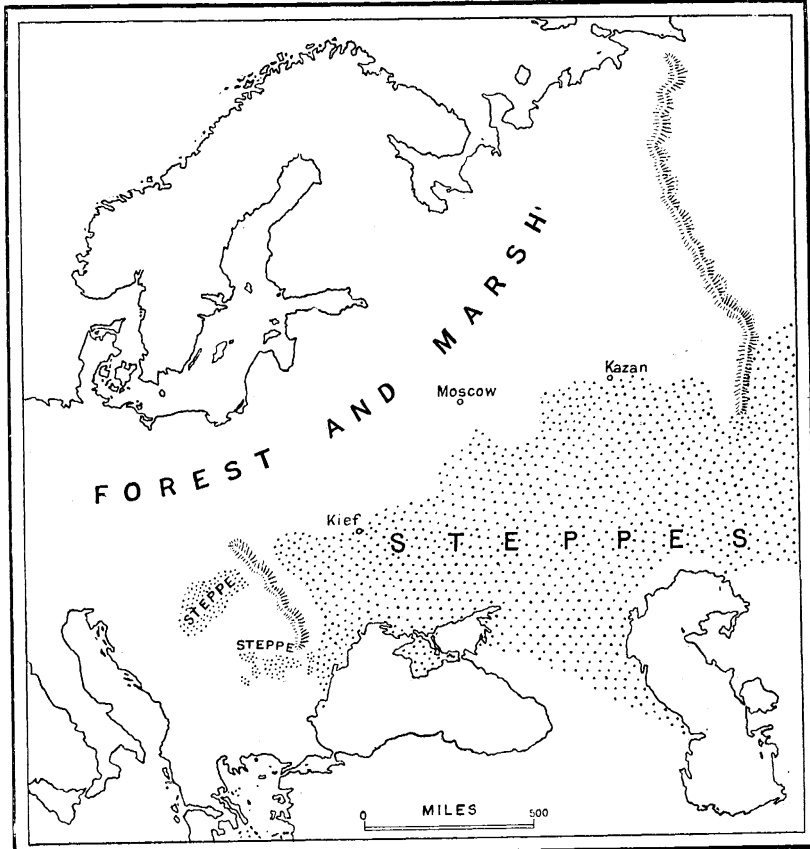 FOREST AND MARSH
Kazan
Moscow
Kief
STEPPES
STEPPE
STEPPE
0 MILES 500